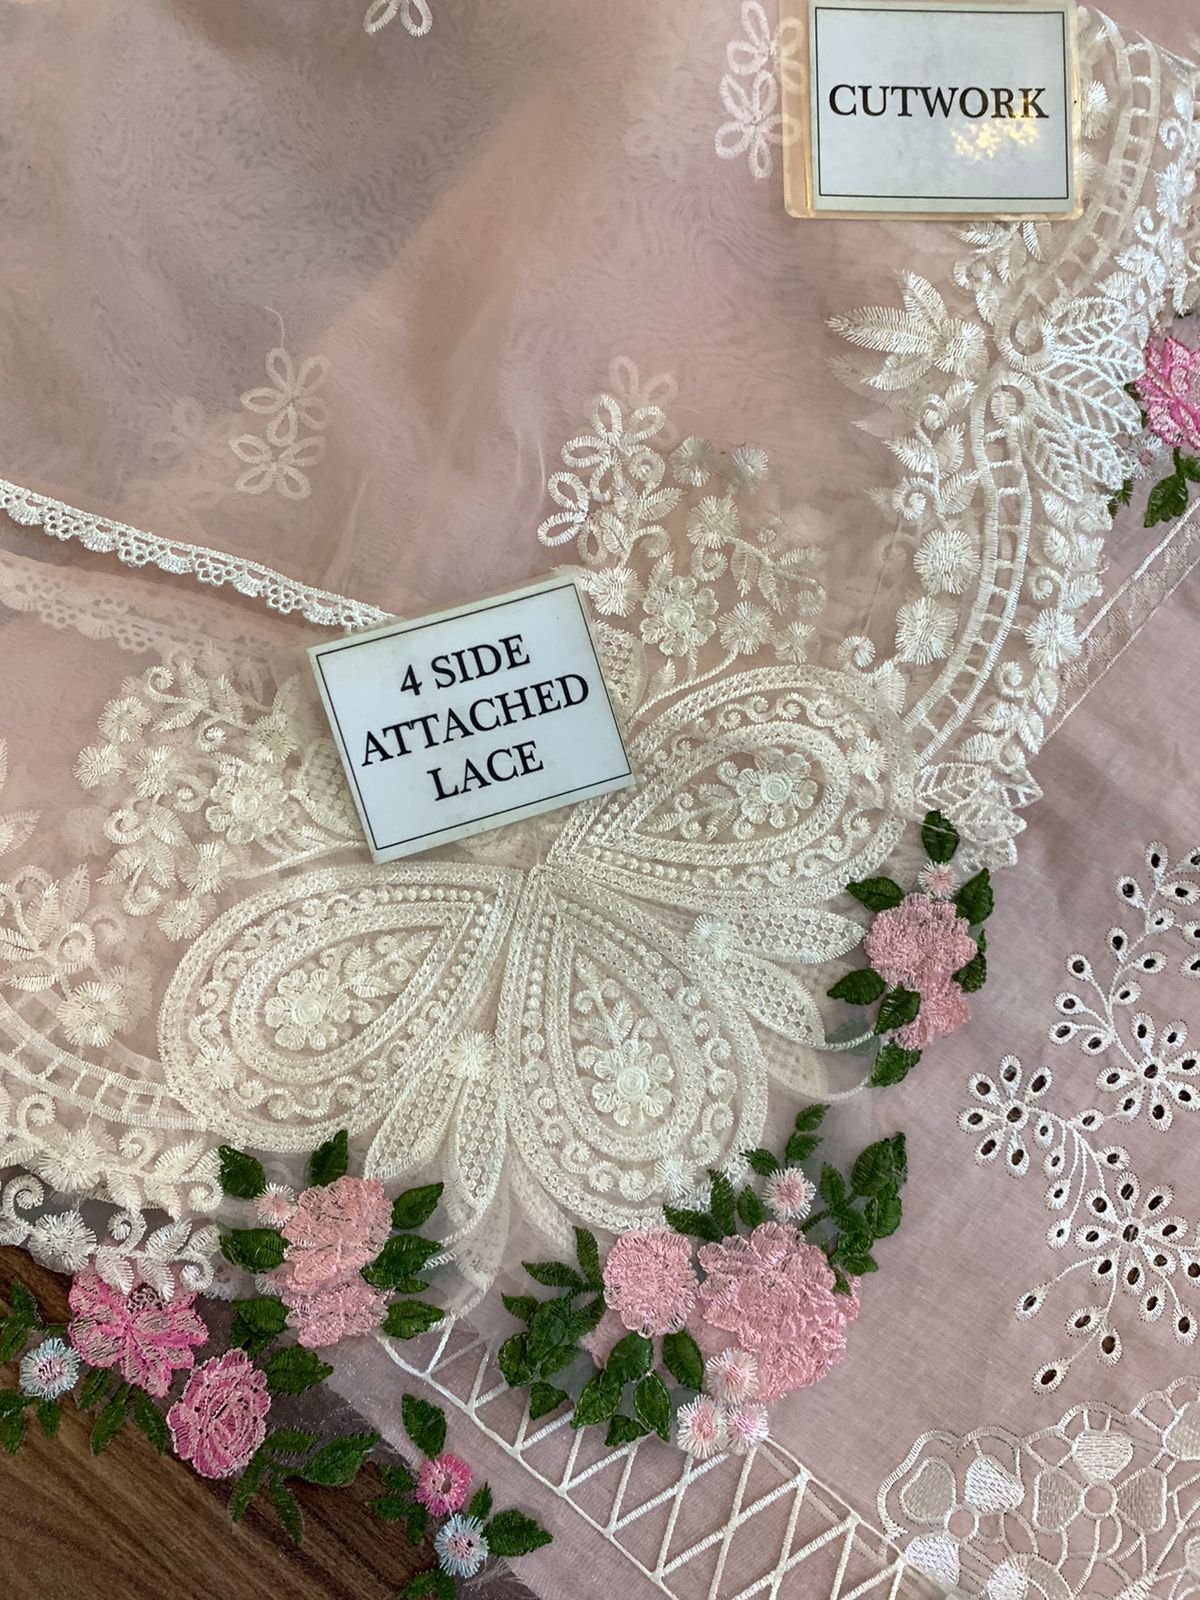 CUTWORK
4 SIDE
ATTACHED
LACE